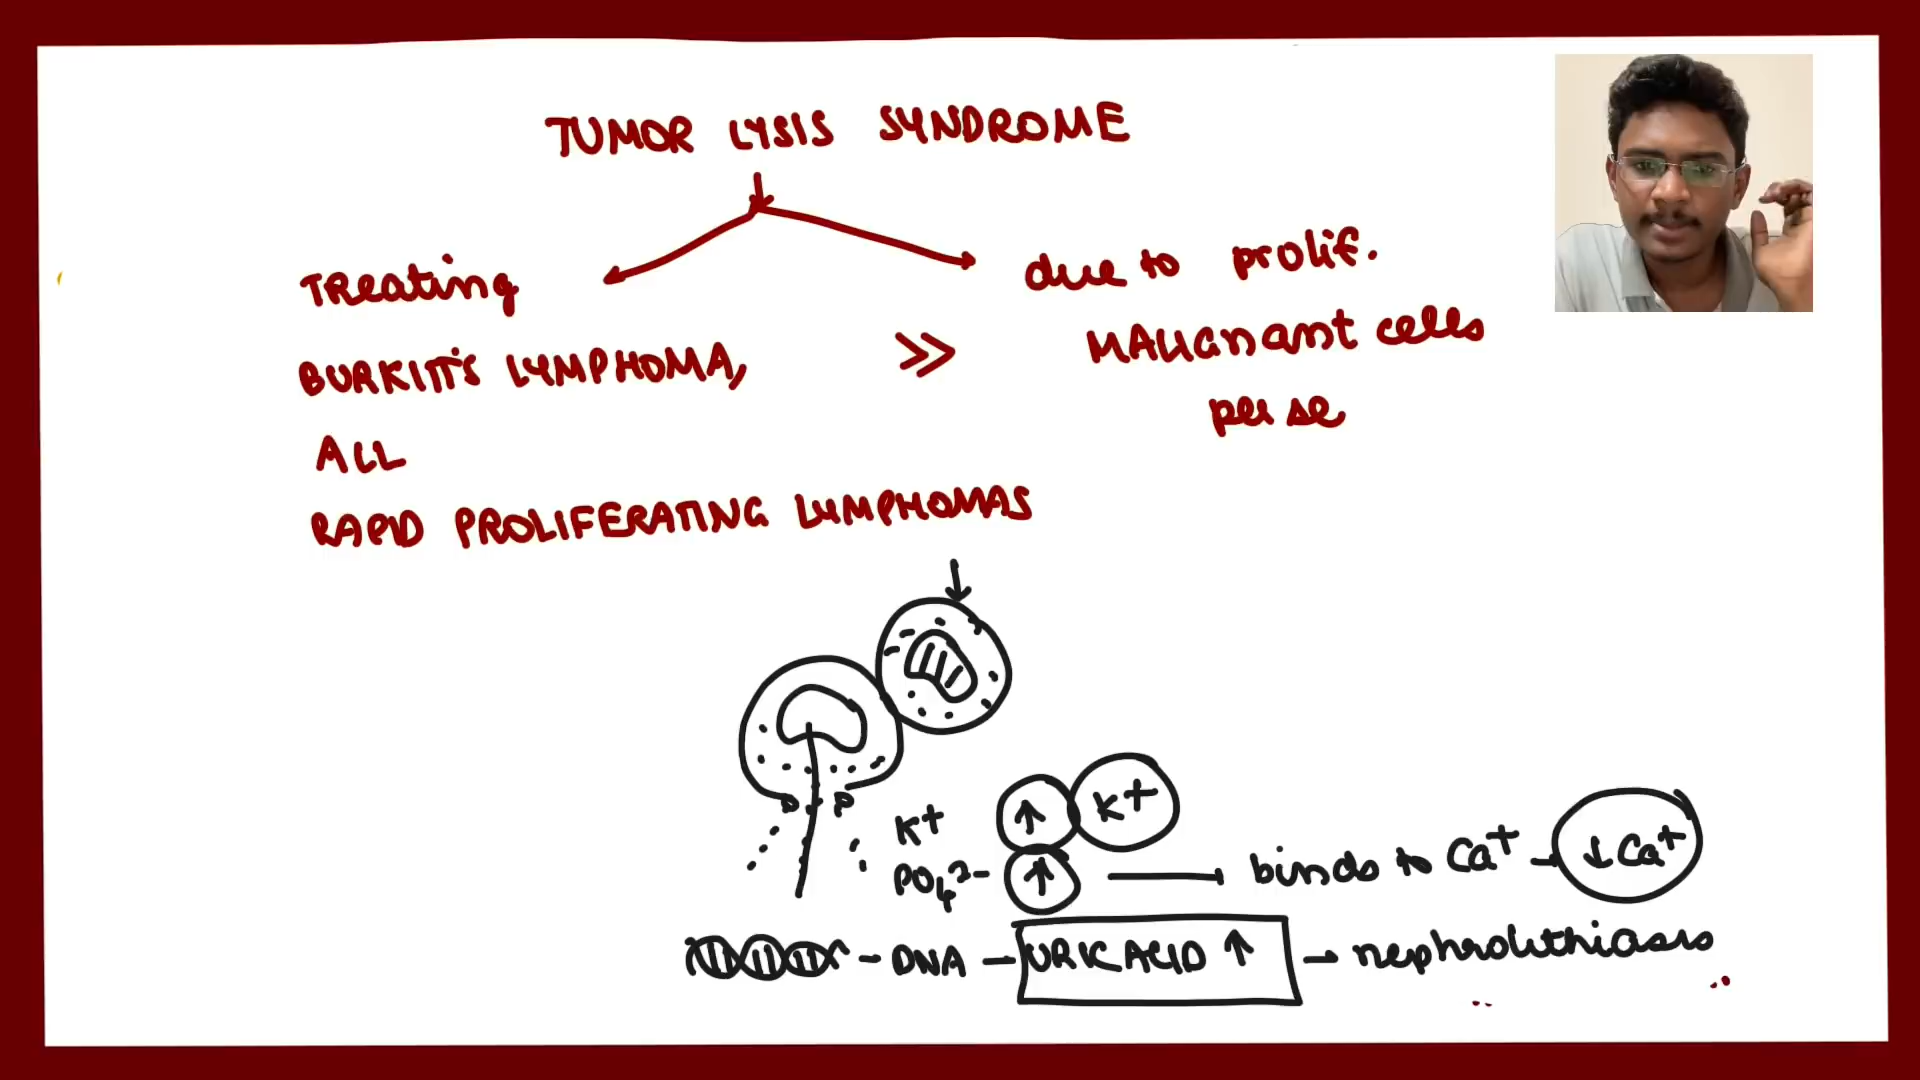 TUMOR LYSIS SYNDROME
Treating
BURKITT'S LYMPHOMA,
ALL
RAPID PROLIFERATING LYMPHOMAS
>>
due to prolif.
MALIGNANT cells
per se
K+ ↑ K+
PO4 2- ↑ → binds to Ca+ - ↓ Ca+
- DNA - URIC ACID ↑ → nephrolithiasis